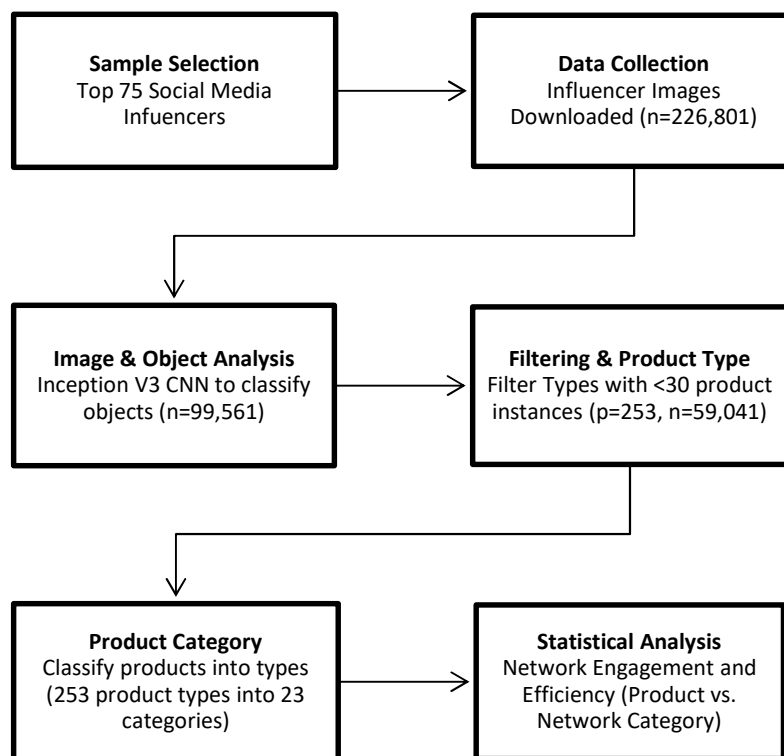 Sample Selection
Top 75 Social Media
Infuencers
Data Collection
Influencer Images
Downloaded (n=226,801)
Image & Object Analysis
Inception V3 CNN to classify
objects (n=99,561)
Filtering & Product Type
Filter Types with <30 product
instances (p=253, n=59,041)
Product Category
Classify products into types
(253 product types into 23
categories)
Statistical Analysis
Network Engagement and
Efficiency (Product vs.
Network Category)